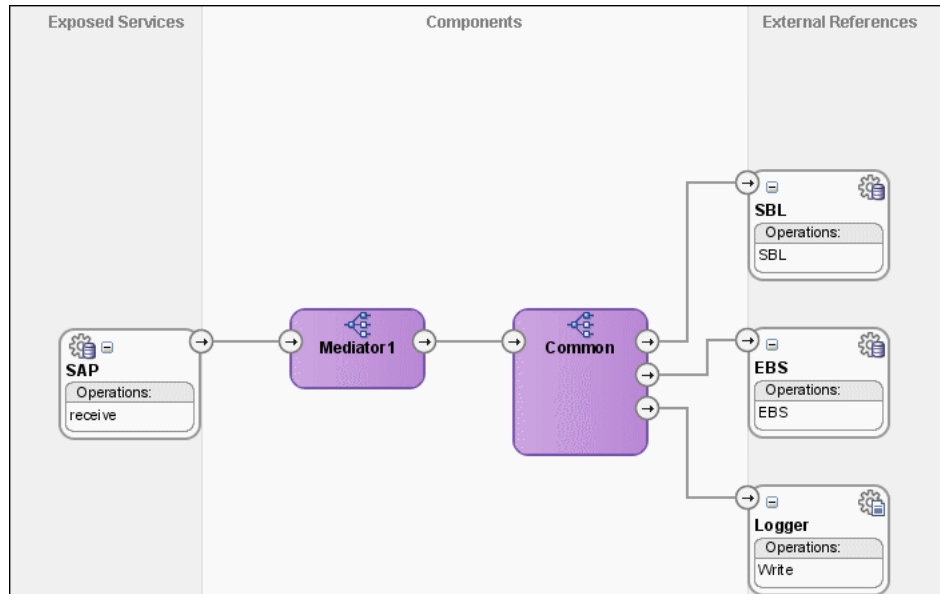 Exposed Services
Components
External References
SBL
Operations:
SBL
SAP
Operations:
receive
Mediator1
Common
EBS
Operations:
EBS
Logger
Operations:
Write